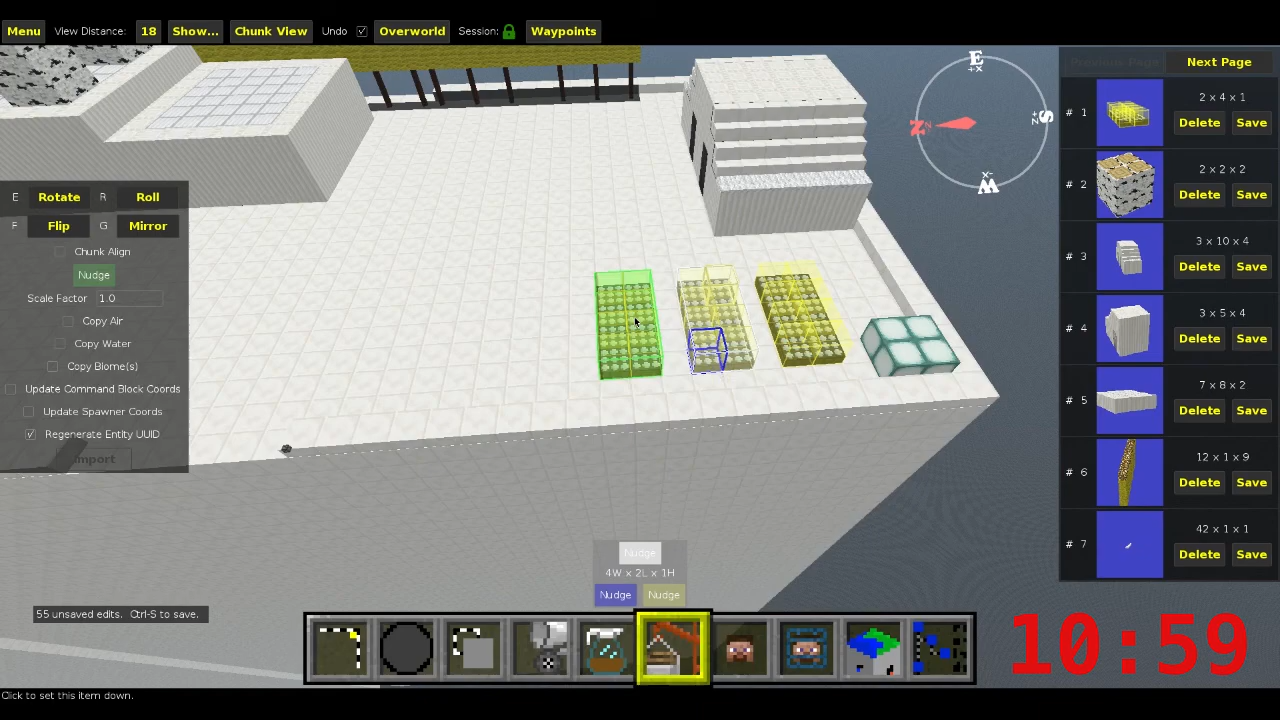 Menu View Distance: 18 Show... Chunk View Undo Overworld Session: Waypoints
E +X
S +Z
N
W -X
Next Page
E Rotate R Roll
F Flip G Mirror
Chunk Align
Nudge
Scale Factor 1.0
Copy Air
Copy Water
Copy Biome(s)
Update Command Block Coords
Update Spawner Coords
Regenerate Entity UUID
Import
# 1 2 x 4 x 1 Delete Save
# 2 2 x 2 x 2 Delete Save
# 3 3 x 10 x 4 Delete Save
# 4 3 x 5 x 4 Delete Save
# 5 7 x 8 x 2 Delete Save
# 6 12 x 1 x 9 Delete Save
# 7 42 x 1 x 1 Delete Save
Nudge
4W x 2L x 1H
Nudge Nudge
55 unsaved edits. Ctrl-S to save.
10:59
Click to set this item down.